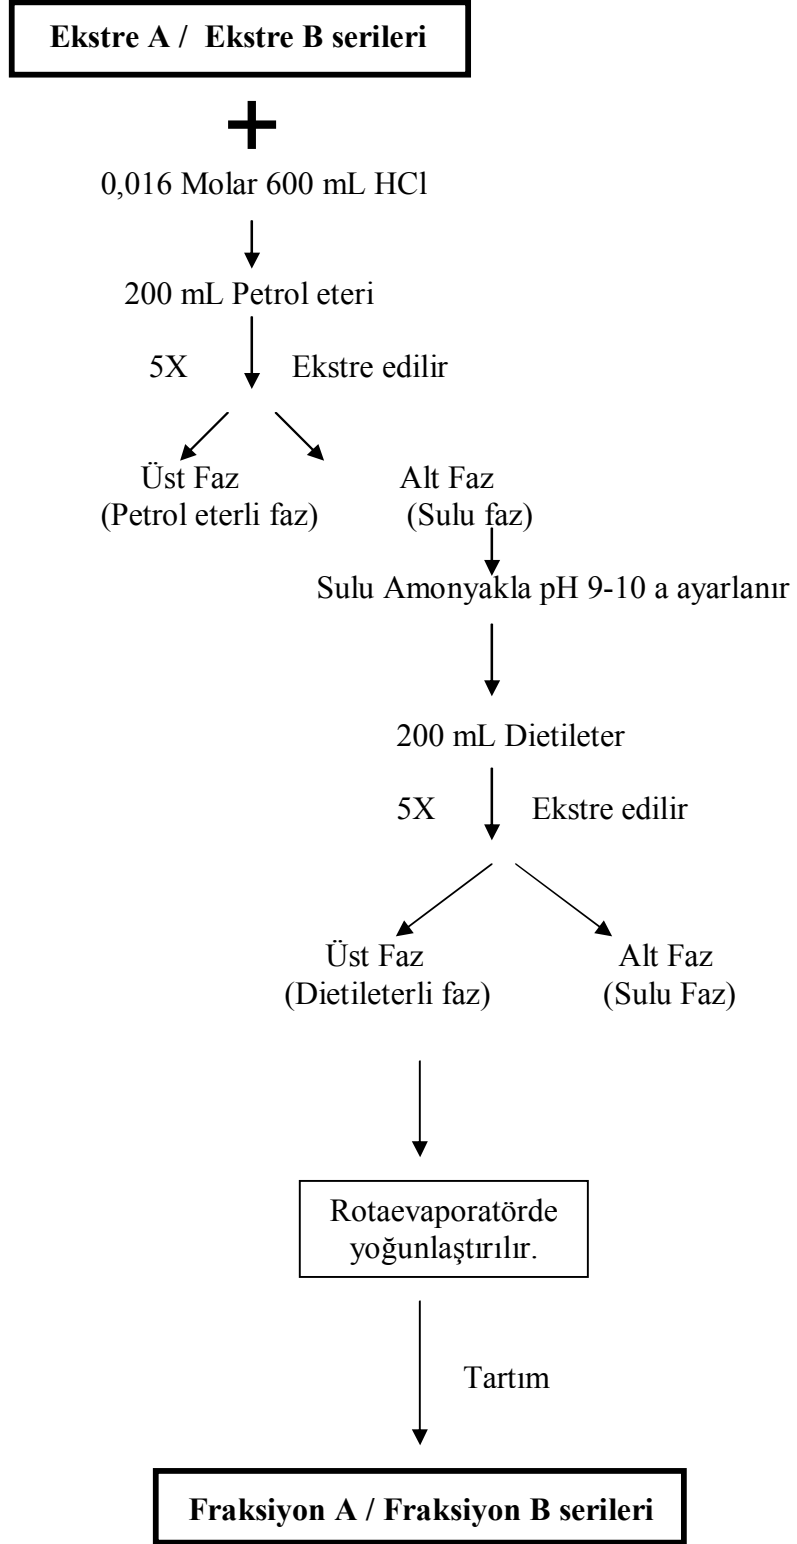 Ekstre A /  Ekstre B serileri
+
0,016 Molar 600 mL HCl
200 mL Petrol eteri
5X Ekstre edilir
Üst Faz Alt Faz
(Petrol eterli faz) (Sulu faz)
Sulu Amonyakla pH 9-10 a ayarlanır
200 mL Dietileter
5X Ekstre edilir
Üst Faz Alt Faz
(Dietileterli faz) (Sulu Faz)
Rotaevaporatörde
yoğunlaştırılır.
Tartım
Fraksiyon A / Fraksiyon B serileri